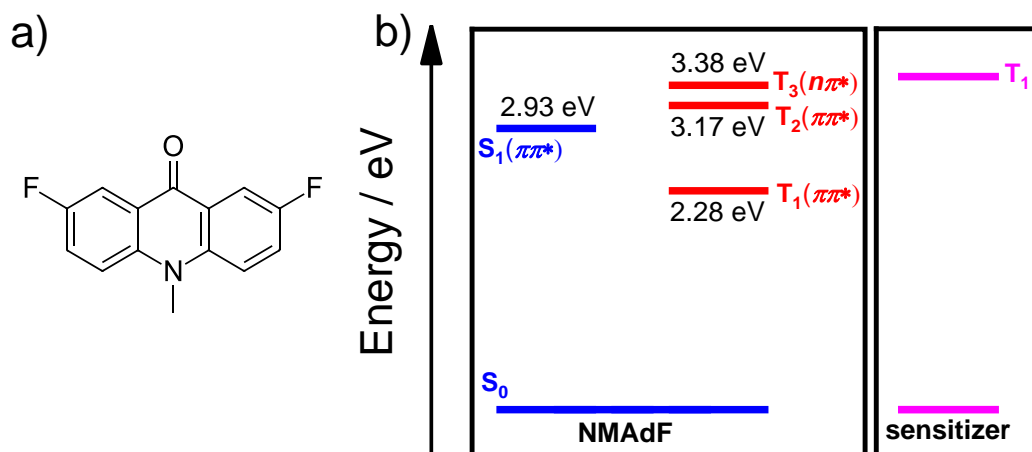 a)
O
F
F
N
b)
Energy / eV
3.38 eV
T3(nπ*)
2.93 eV
T2(ππ*)
3.17 eV
S1(ππ*)
T1(ππ*)
2.28 eV
S0
NMAdF
T1
sensitizer